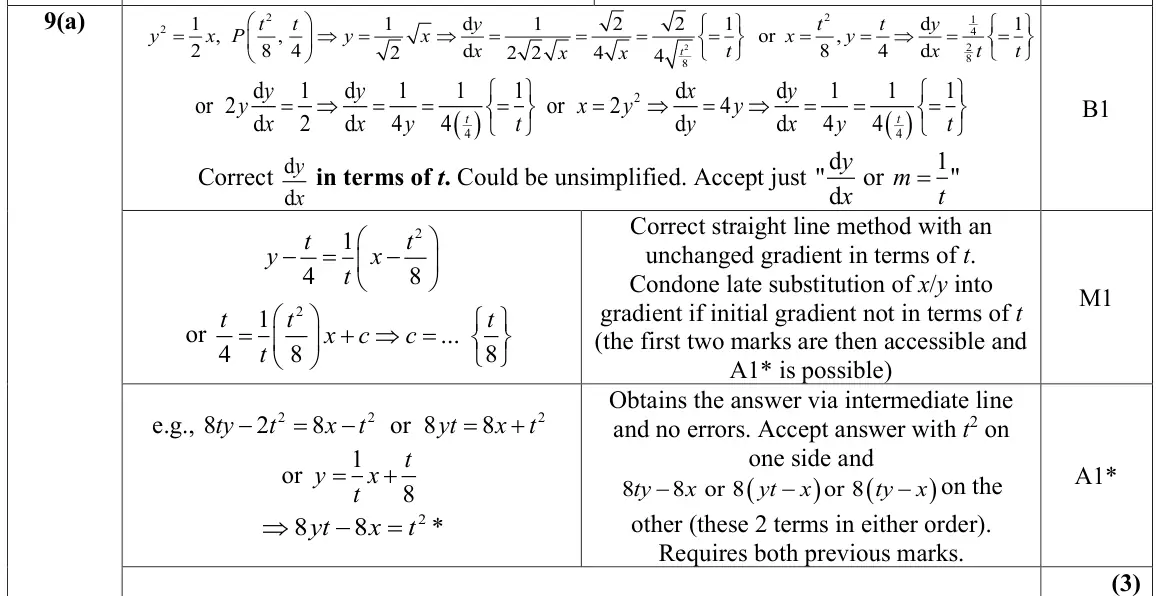 9(a)
y² = 1/2 x, P(t²/8, t/4) ⇒ y = 1/√2 √x ⇒ dy/dx = 1/(2√2√x) = √2/(4√x) = √2/(4√(t²/8)) { = 1/t } or x = t²/8, y = t/4 ⇒ dy/dx = (1/4)/(2/8 t) { = 1/t }
or 2y dy/dx = 1/2 ⇒ dy/dx = 1/(4y) = 1/(4(t/4)) { = 1/t } or x = 2y² ⇒ dx/dy = 4y ⇒ dy/dx = 1/(4y) = 1/(4(t/4)) { = 1/t }
Correct dy/dx in terms of t. Could be unsimplified. Accept just "dy/dx or m = 1/t"
B1
y − t/4 = 1/t (x − t²/8)
or t/4 = 1/t (t²/8) x + c ⇒ c = ... {t/8}
Correct straight line method with an
unchanged gradient in terms of t.
Condone late substitution of x/y into
gradient if initial gradient not in terms of t
(the first two marks are then accessible and
A1* is possible)
M1
e.g., 8ty − 2t² = 8x − t² or 8yt = 8x + t²
or y = 1/t x + t/8
⇒ 8yt − 8x = t² *
Obtains the answer via intermediate line
and no errors. Accept answer with t² on
one side and
8ty − 8x or 8(yt − x) or 8(ty − x) on the
other (these 2 terms in either order).
Requires both previous marks.
A1*
(3)